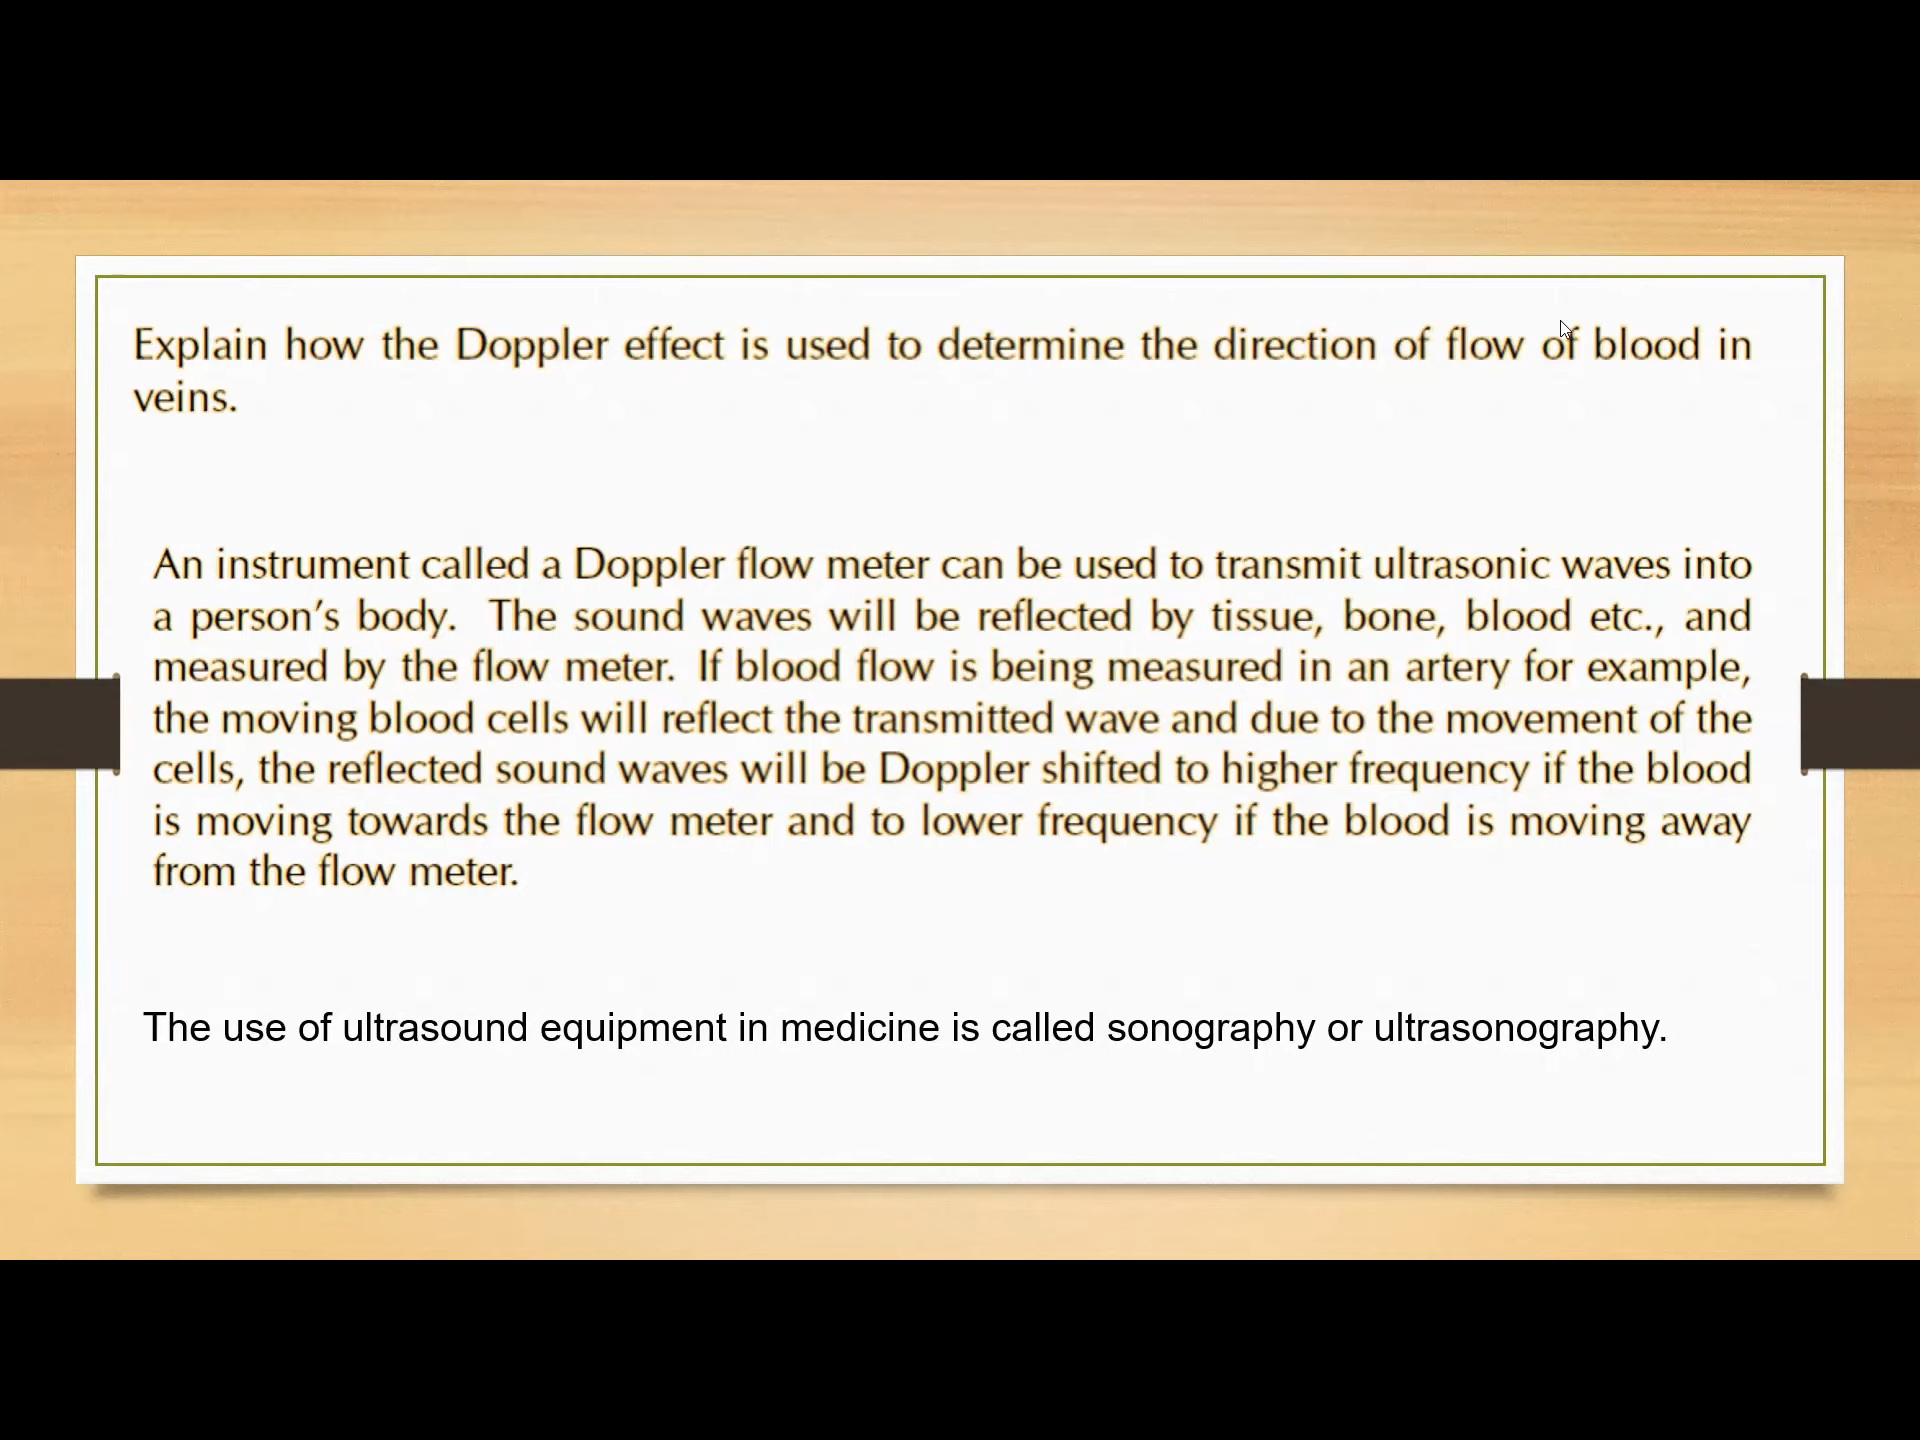 Explain how the Doppler effect is used to determine the direction of flow of blood in
veins.
An instrument called a Doppler flow meter can be used to transmit ultrasonic waves into
a person's body. The sound waves will be reflected by tissue, bone, blood etc., and
measured by the flow meter. If blood flow is being measured in an artery for example,
the moving blood cells will reflect the transmitted wave and due to the movement of the
cells, the reflected sound waves will be Doppler shifted to higher frequency if the blood
is moving towards the flow meter and to lower frequency if the blood is moving away
from the flow meter.
The use of ultrasound equipment in medicine is called sonography or ultrasonography.